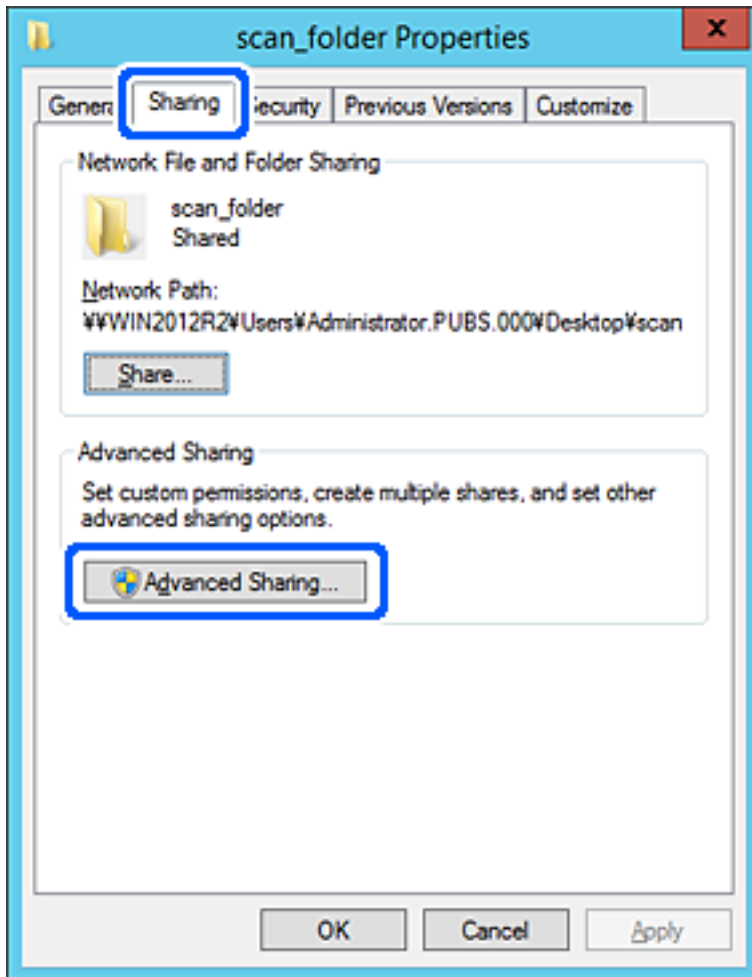 scan_folder Properties
x
General Sharing Security Previous Versions Customize
Network File and Folder Sharing
scan_folder
Shared
Network Path:
¥¥WIN2012R2¥Users¥Administrator.PUBS.000¥Desktop¥scan
Share...
Advanced Sharing
Set custom permissions, create multiple shares, and set other
advanced sharing options.
Advanced Sharing...
OK Cancel Apply